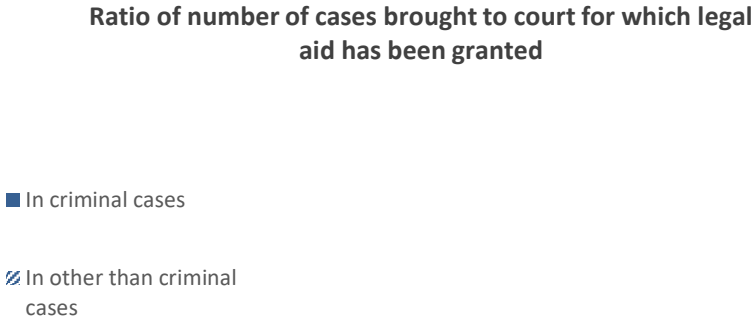 Ratio of number of cases brought to court for which legal
aid has been granted
In criminal cases
In other than criminal
cases